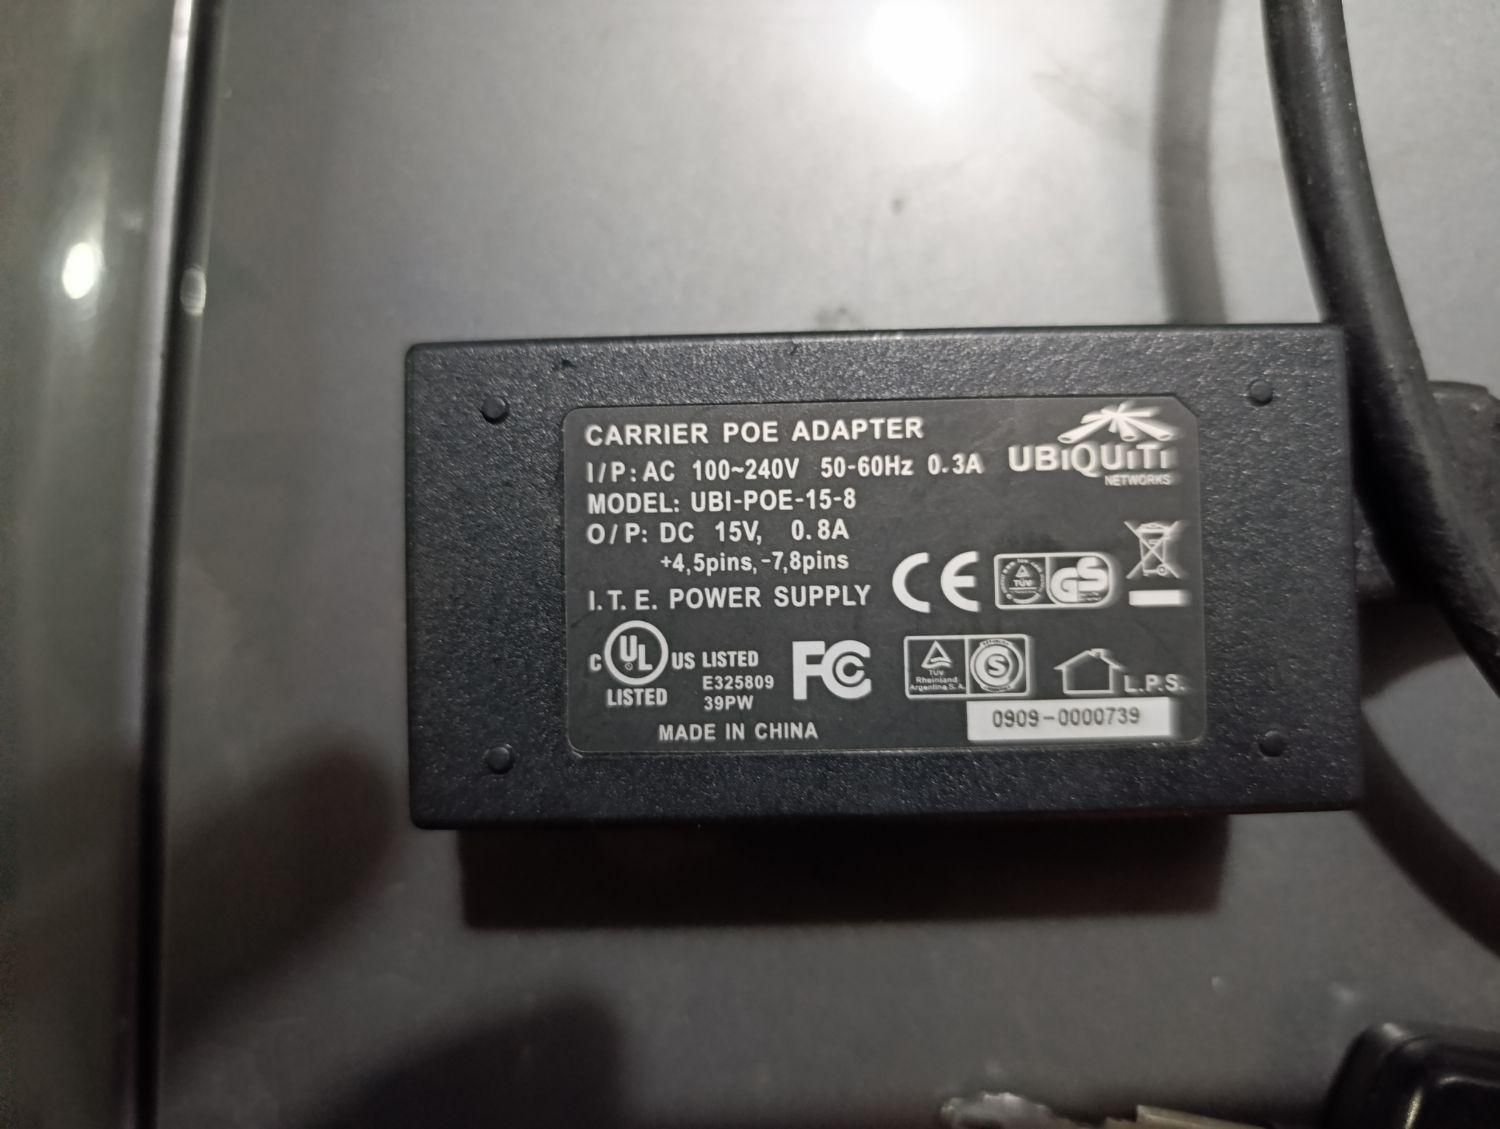 CARRIER POE ADAPTER
I/P: AC 100~240V 50-60Hz 0.3A
UBiQUiTi
NETWORKS
MODEL: UBI-POE-15-8
O/P: DC 15V, 0.8A
+4,5pins,-7,8pins
I.T.E. POWER SUPPLY
CE
TÜV
GS
C UL US LISTED
LISTED
E325809
39PW
FC
TÜV
Rheinland
Argentina S.A.
S
L.P.S.
MADE IN CHINA
0909-0000739